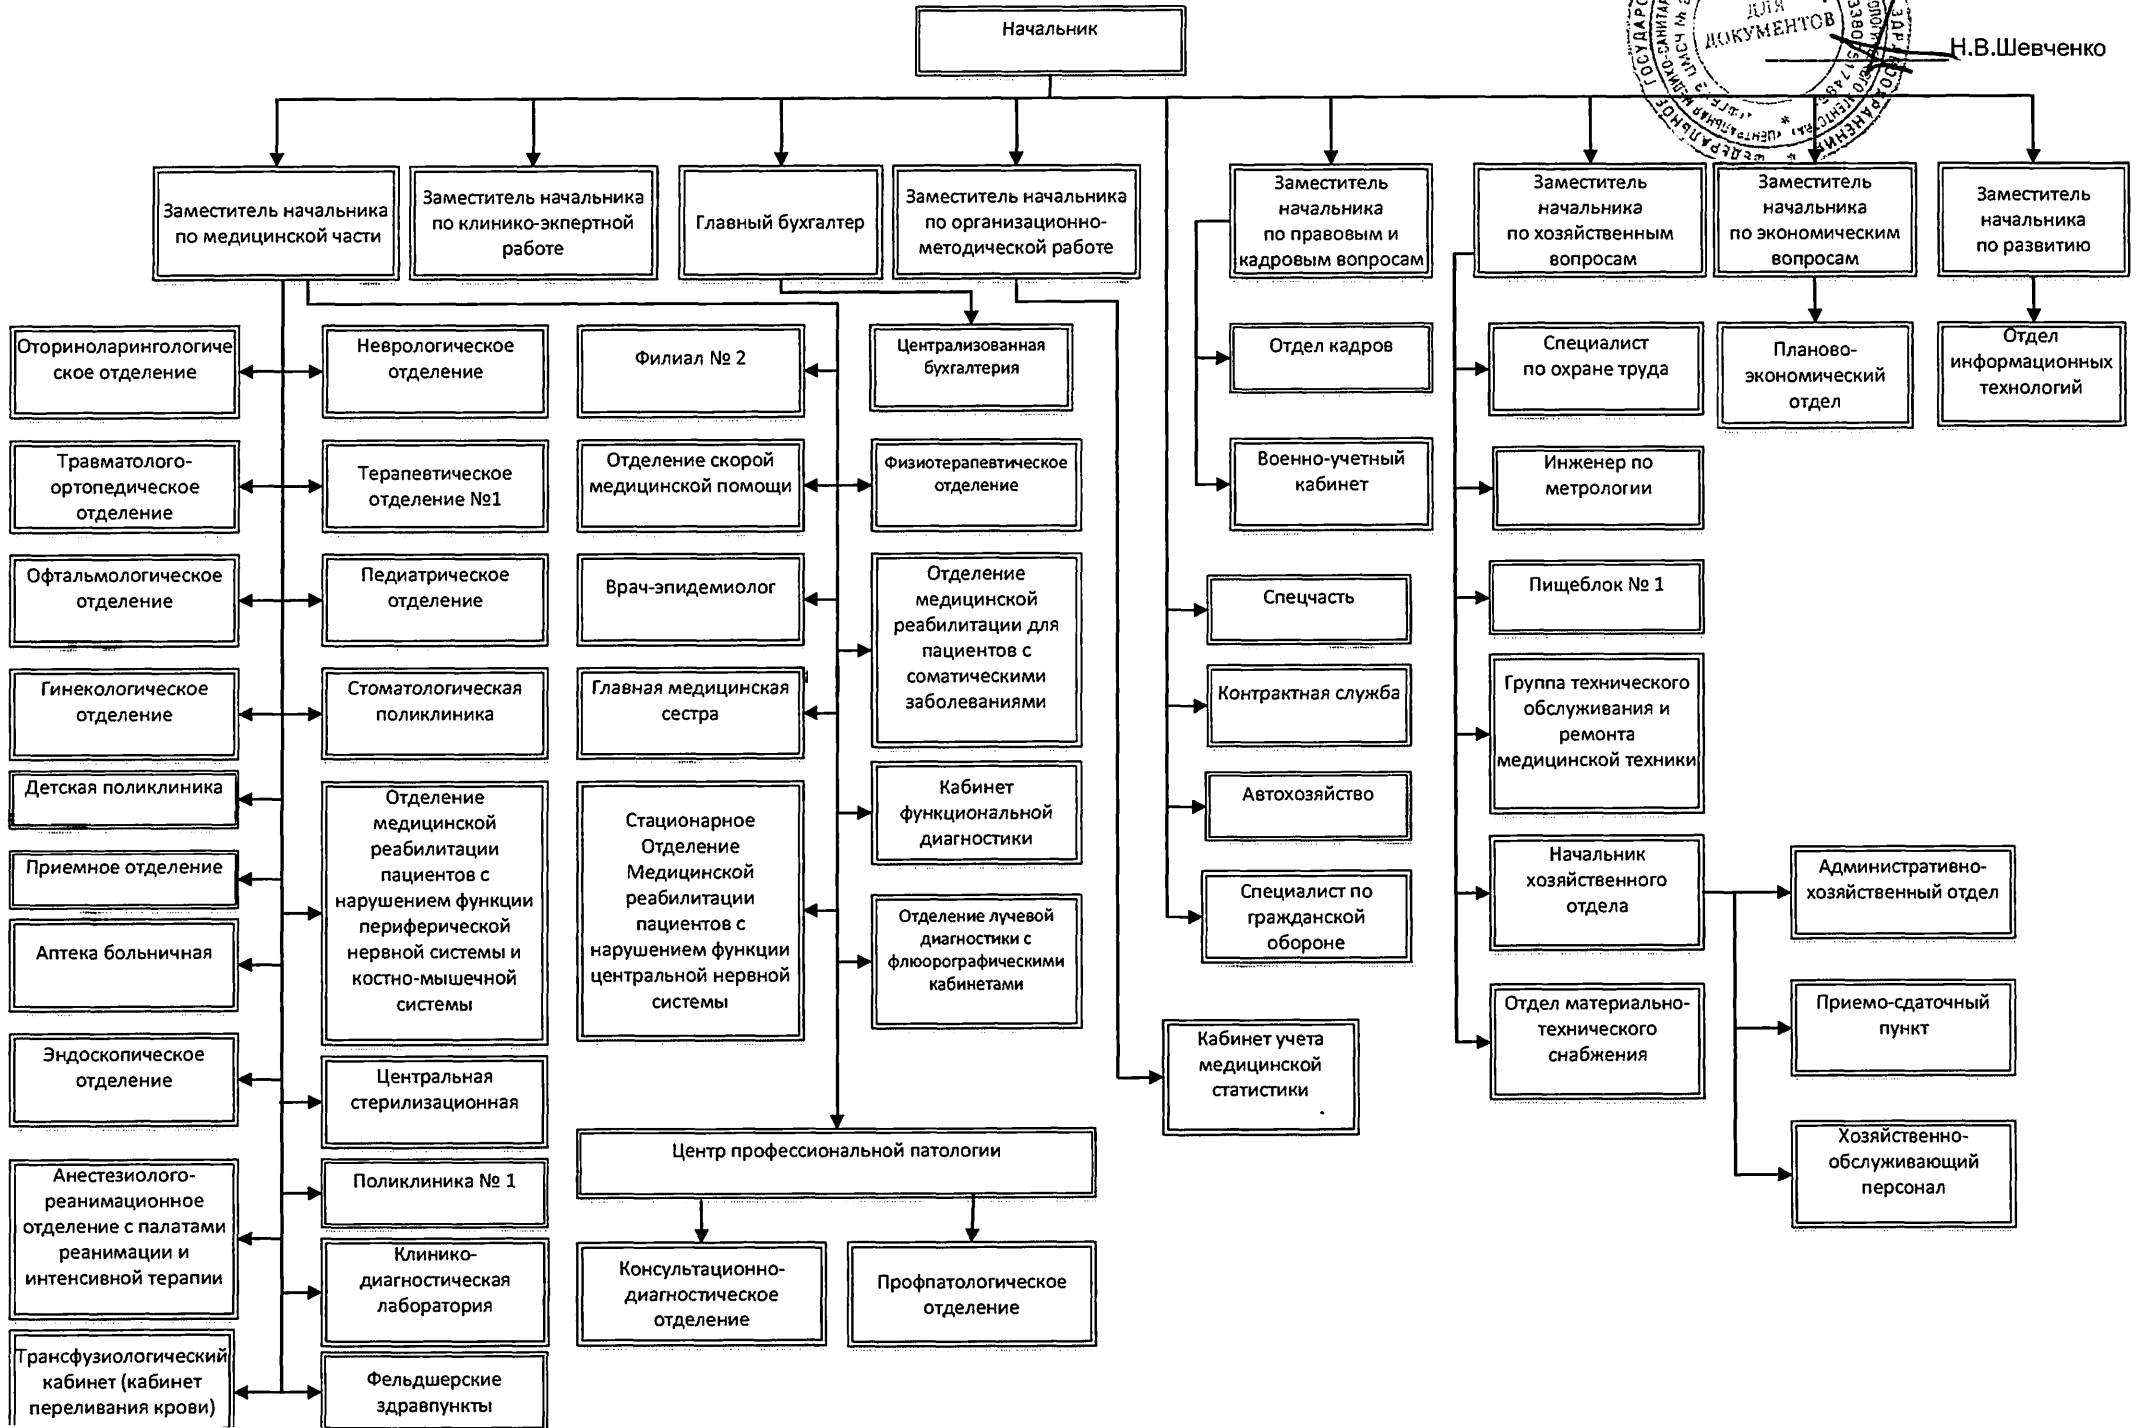 Начальник
ДЛЯ
ДОКУМЕНТОВ
Н.В.Шевченко
Заместитель начальника
по медицинской части
Заместитель начальника
по клинико-экпертной
работе
Главный бухгалтер
Заместитель начальника
по организационно-
методической работе
Заместитель
начальника
по правовым и
кадровым вопросам
Заместитель
начальника
по хозяйственным
вопросам
Заместитель
начальника
по экономическим
вопросам
Заместитель
начальника
по развитию
Оториноларингологиче
ское отделение
Неврологическое
отделение
Филиал № 2
Централизованная
бухгалтерия
Отдел кадров
Специалист
по охране труда
Планово-
экономический
отдел
Отдел
информационных
технологий
Травматолого-
ортопедическое
отделение
Терапевтическое
отделение №1
Отделение скорой
медицинской помощи
Физиотерапевтическое
отделение
Военно-учетный
кабинет
Инженер по
метрологии
Офтальмологическое
отделение
Педиатрическое
отделение
Врач-эпидемиолог
Отделение
медицинской
реабилитации для
пациентов с
соматическими
заболеваниями
Спецчасть
Пищеблок № 1
Гинекологическое
отделение
Стоматологическая
поликлиника
Главная медицинская
сестра
Контрактная служба
Группа технического
обслуживания и
ремонта
медицинской техники
Детская поликлиника
Отделение
медицинской
реабилитации
пациентов с
нарушением функции
периферической
нервной системы и
костно-мышечной
системы
Стационарное
Отделение
Медицинской
реабилитации
пациентов с
нарушением функции
центральной нервной
системы
Кабинет
функциональной
диагностики
Автохозяйство
Приемное отделение
Начальник
хозяйственного
отдела
Административно-
хозяйственный отдел
Аптека больничная
Отделение лучевой
диагностики с
флюорографическими
кабинетами
Специалист по
гражданской
обороне
Отдел материально-
технического
снабжения
Приемо-сдаточный
пункт
Эндоскопическое
отделение
Центральная
стерилизационная
Кабинет учета
медицинской
статистики
Центр профессиональной патологии
Хозяйственно-
обслуживающий
персонал
Анестезиолого-
реанимационное
отделение с палатами
реанимации и
интенсивной терапии
Поликлиника № 1
Клинико-
диагностическая
лаборатория
Консультационно-
диагностическое
отделение
Профпатологическое
отделение
Трансфузиологический
кабинет (кабинет
переливания крови)
Фельдшерские
здравпункты